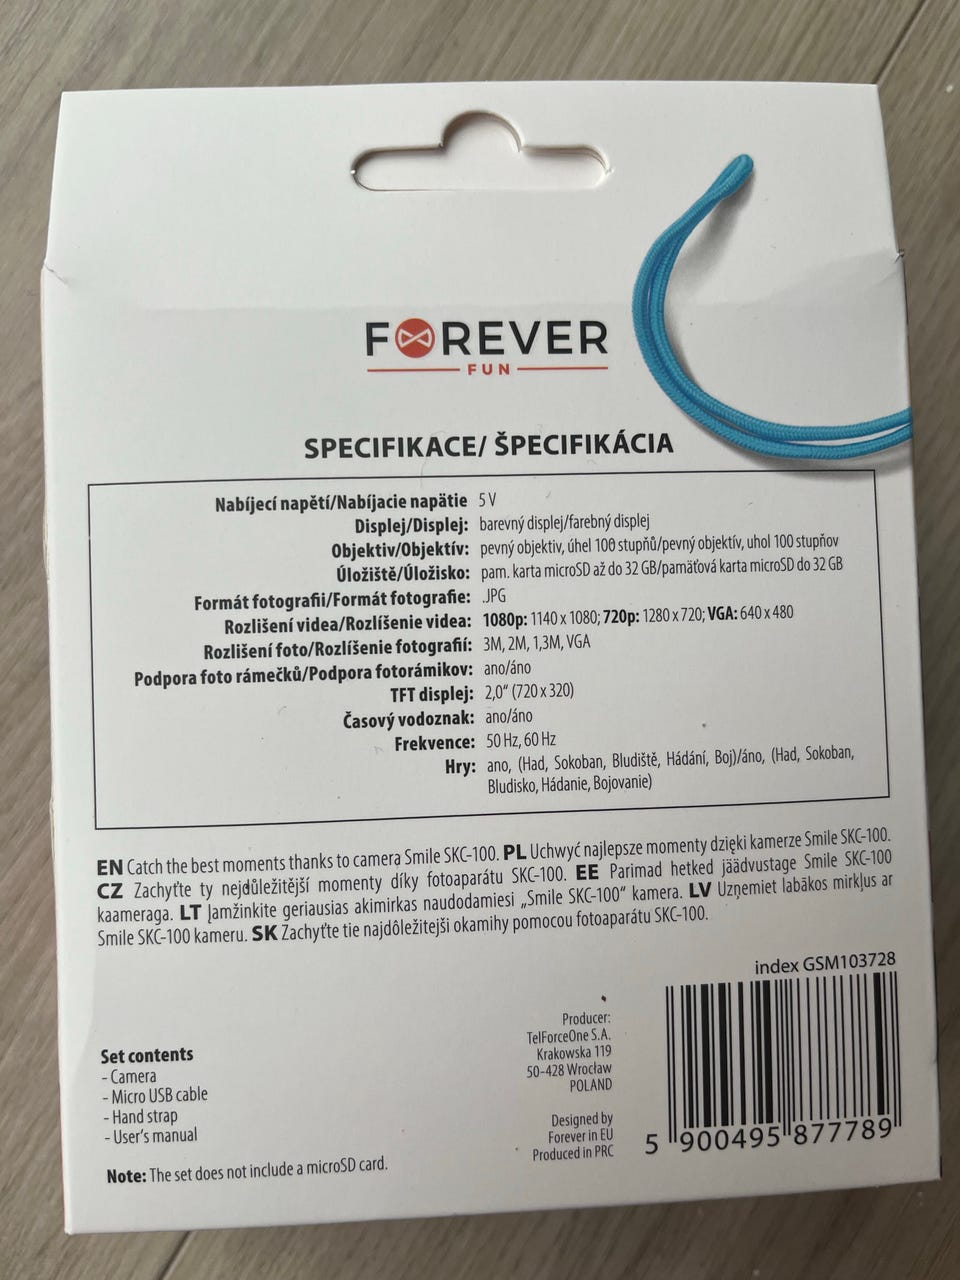 FOREVER
FUN
SPECIFIKACE/ ŠPECIFIKÁCIA
Nabíjecí napětí/Nabíjacie napätie 5 V
Displej/Displej: barevný displej/farebný displej
Objektiv/Objektív: pevný objektiv, úhel 100 stupňů/pevný objektív, uhol 100 stupňov
Úložiště/Úložisko: pam. karta microSD až do 32 GB/pamäťová karta microSD do 32 GB
Formát fotografii/Formát fotografie: .JPG
Rozlišení videa/Rozlíšenie videa: 1080p: 1140 x 1080; 720p: 1280 x 720; VGA: 640 x 480
Rozlišení foto/Rozlíšenie fotografií: 3M, 2M, 1,3M, VGA
Podpora foto rámečků/Podpora fotorámikov: ano/áno
TFT displej: 2,0“ (720 x 320)
Časový vodoznak: ano/áno
Frekvence: 50 Hz, 60 Hz
Hry: ano, (Had, Sokoban, Bludiště, Hádání, Boj)/áno, (Had, Sokoban,
Bludisko, Hádanie, Bojovanie)
EN Catch the best moments thanks to camera Smile SKC-100. PL Uchwyć najlepsze momenty dzięki kamerze Smile SKC-100.
CZ Zachyťte ty nejdůležitější momenty díky fotoaparátu SKC-100. EE Parimad hetked jäädvustage Smile SKC-100
kaameraga. LT Įamžinkite geriausias akimirkas naudodamiesi „Smile SKC-100“ kamera. LV Uzņemiet labākos mirkļus ar
Smile SKC-100 kameru. SK Zachyťte tie najdôležitejši okamihy pomocou fotoaparátu SKC-100.
index GSM103728
Set contents
- Camera
- Micro USB cable
- Hand strap
- User's manual
Note: The set does not include a microSD card.
Producer:
TelForceOne S.A.
Krakowska 119
50-428 Wrocław
POLAND
Designed by
Forever in EU
Produced in PRC
5 900495 877789